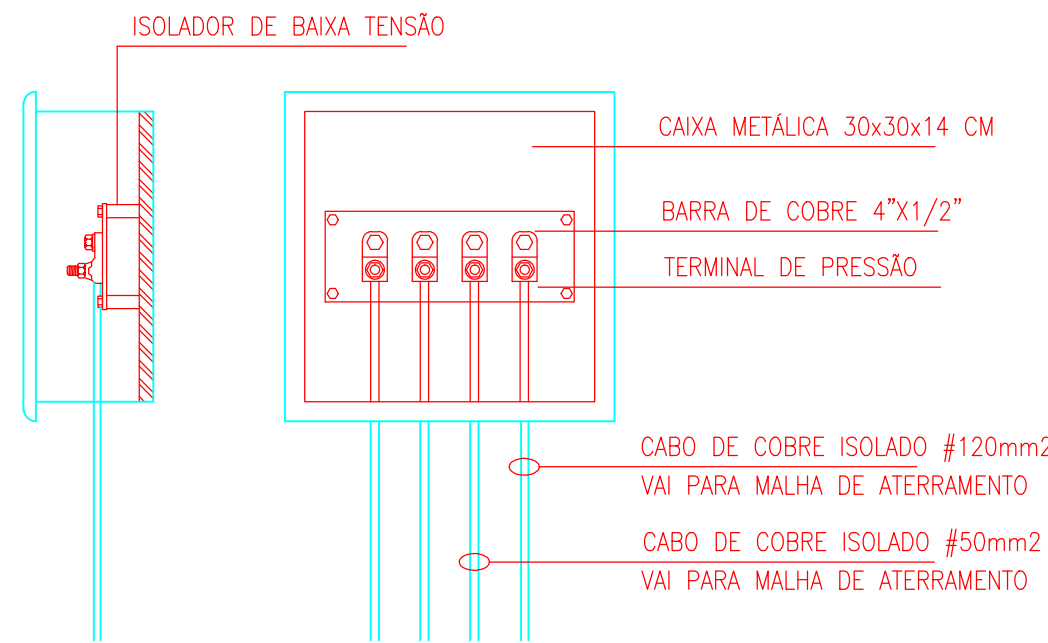 ISOLADOR DE BAIXA TENSÃO
CAIXA METÁLICA 30x30x14 CM
BARRA DE COBRE 4”X1/2”
TERMINAL DE PRESSÃO
CABO DE COBRE ISOLADO #120mm2
VAI PARA MALHA DE ATERRAMENTO
CABO DE COBRE ISOLADO #50mm2
VAI PARA MALHA DE ATERRAMENTO